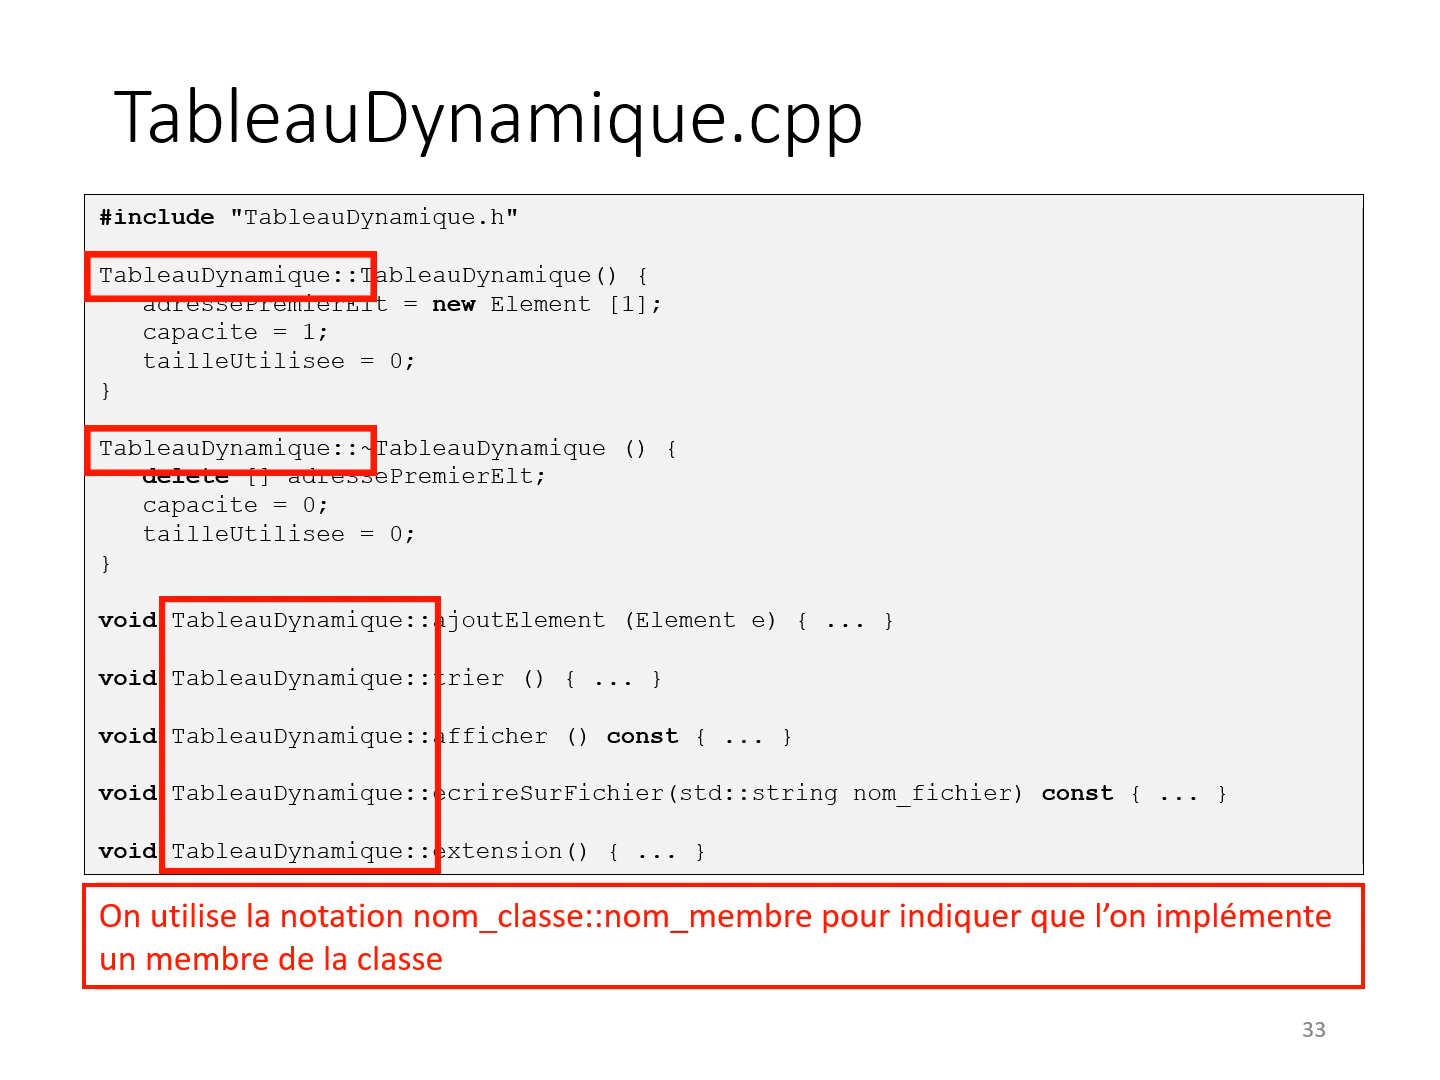 TableauDynamique.cpp
#include "TableauDynamique.h"
TableauDynamique::TableauDynamique() {
adressePremierElt = new Element [1];
capacite = 1;
tailleUtilisee = 0;
}
TableauDynamique::~TableauDynamique () {
delete [] adressePremierElt;
capacite = 0;
tailleUtilisee = 0;
}
void TableauDynamique::ajoutElement (Element e) { ... }
void TableauDynamique::trier () { ... }
void TableauDynamique::afficher () const { ... }
void TableauDynamique::ecrireSurFichier(std::string nom_fichier) const { ... }
void TableauDynamique::extension() { ... }
On utilise la notation nom_classe::nom_membre pour indiquer que l’on implémente
un membre de la classe
33